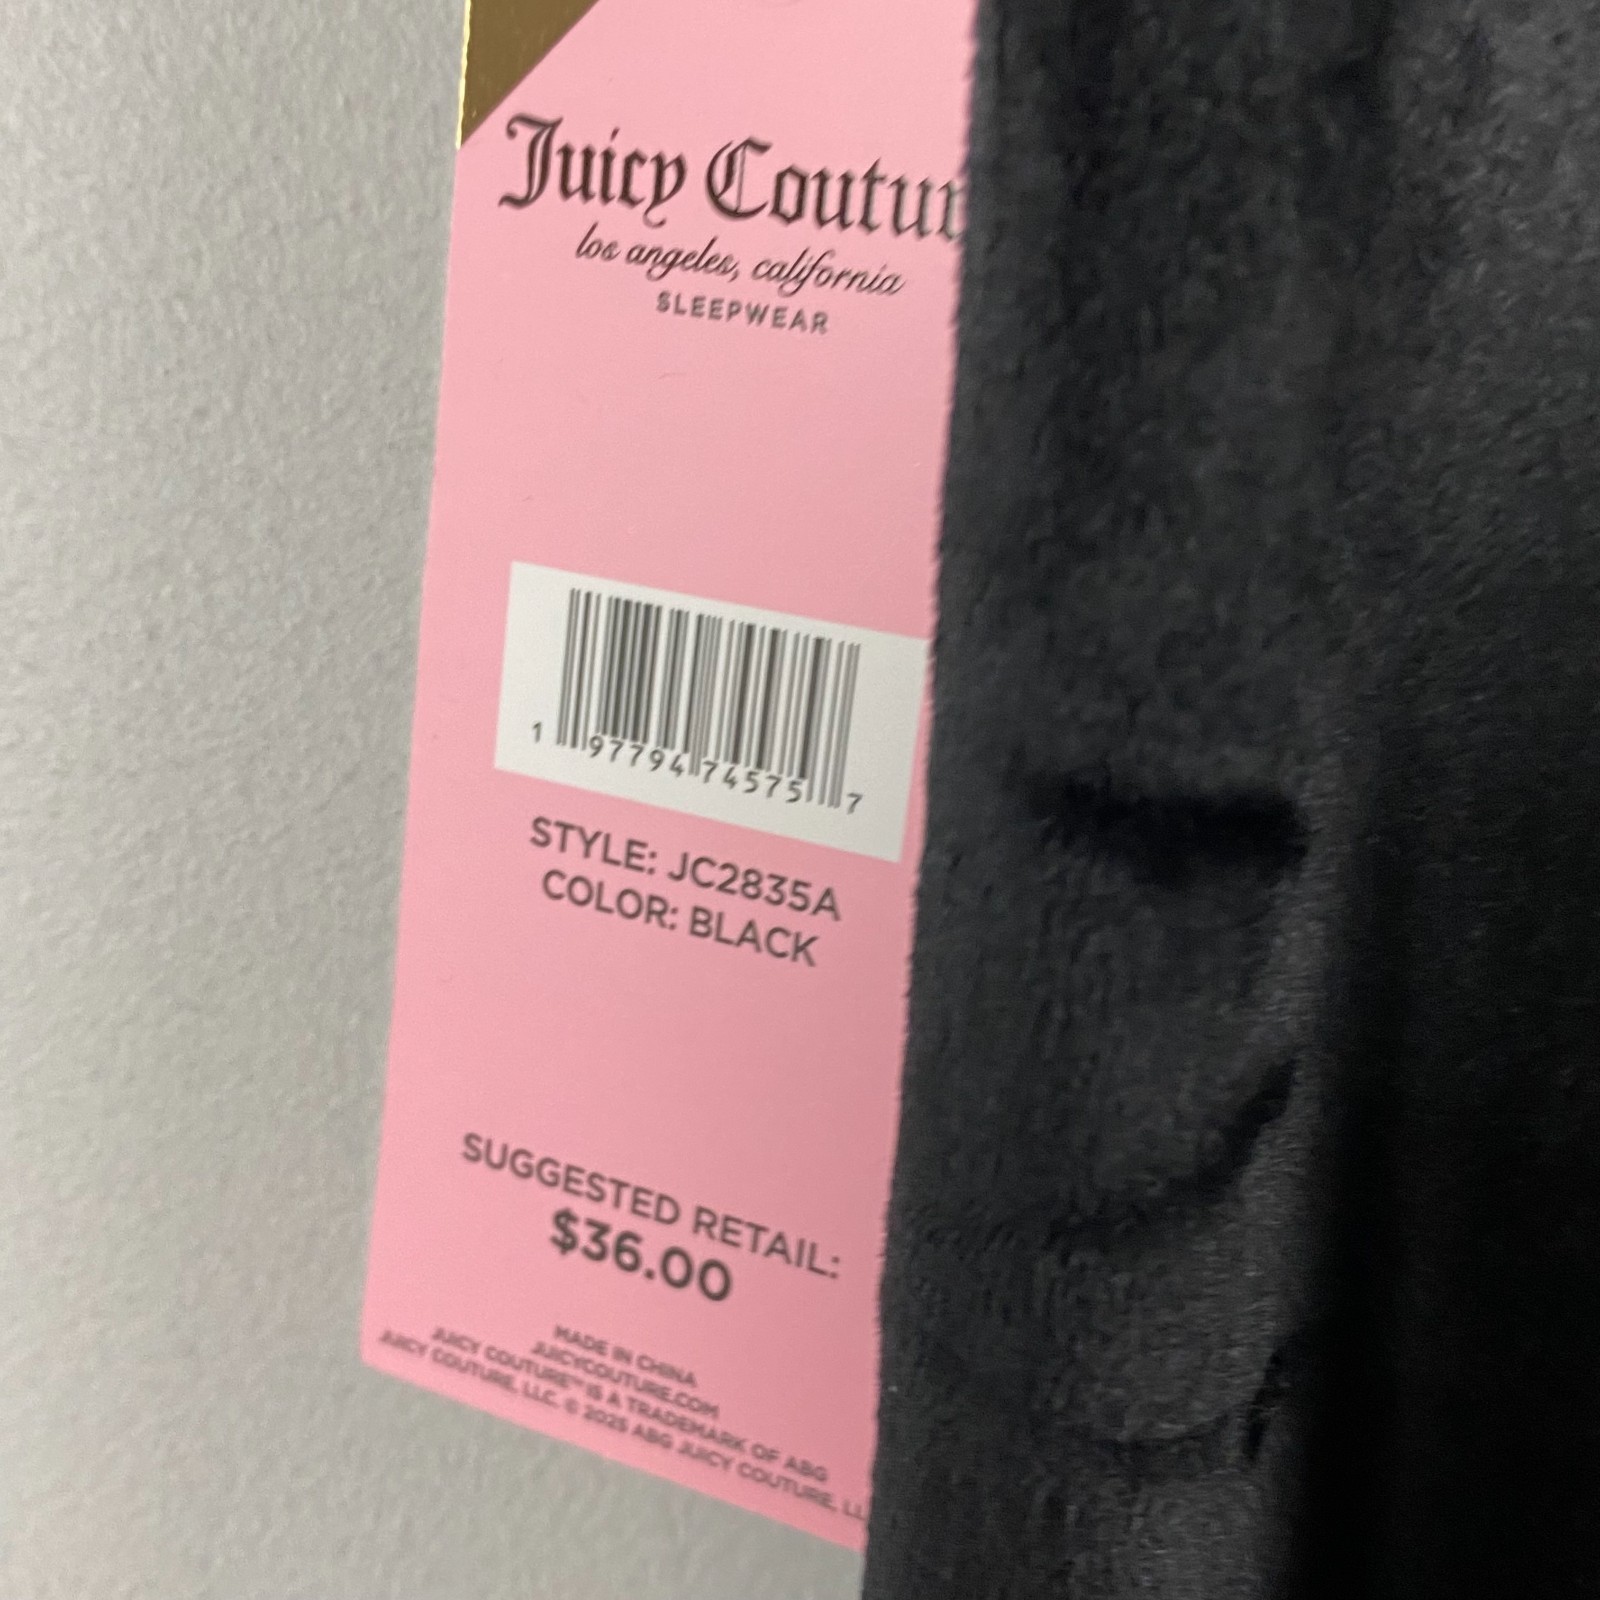 Juicy Coutur
los angeles, california
SLEEPWEAR
1 97794 74575 7
STYLE: JC2835A
COLOR: BLACK
SUGGESTED RETAIL:
$36.00
MADE IN CHINA
JUICYCOUTURE.COM
JUICY COUTURE™ IS A TRADEMARK OF ABG
JUICY COUTURE, LLC. © 2025 ABG JUICY COUTURE, LL